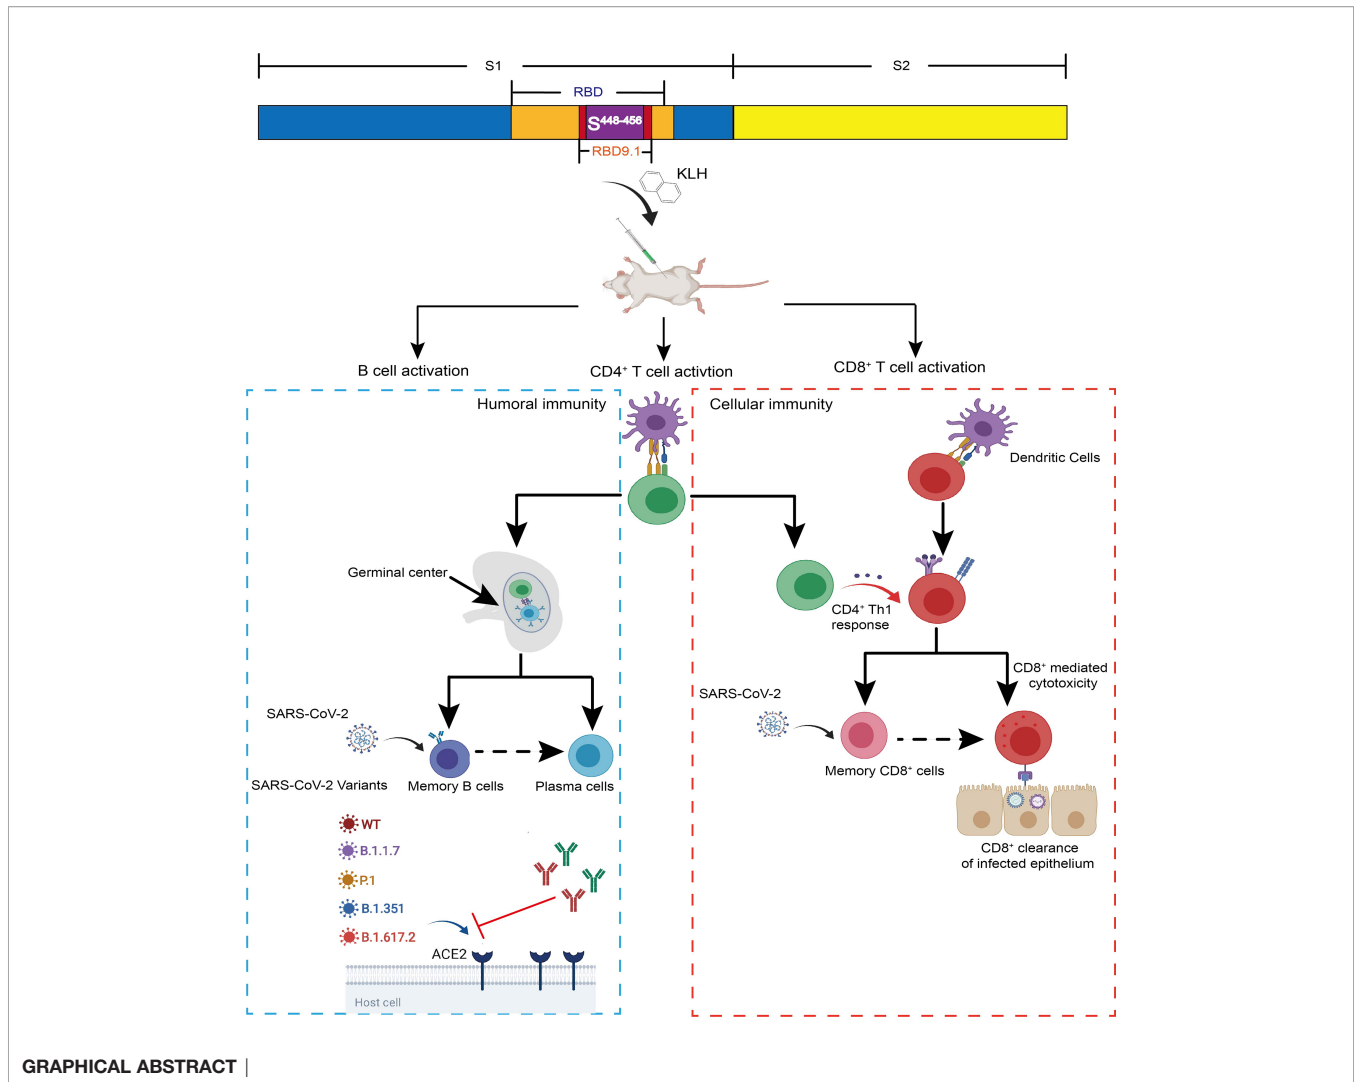 S1
S2
RBD
S448-456
RBD9.1
KLH
B cell activation
CD4+ T cell activtion
CD8+ T cell activation
Humoral immunity
Cellular immunity
Dendritic Cells
Germinal center
CD4+ Th1
response
CD8+ mediated
cytotoxicity
SARS-CoV-2
SARS-CoV-2
SARS-CoV-2 Variants
Memory B cells
Plasma cells
Memory CD8+ cells
WT
B.1.1.7
P.1
B.1.351
B.1.617.2
CD8+ clearance
of infected epithelium
ACE2
Host cell
GRAPHICAL ABSTRACT |